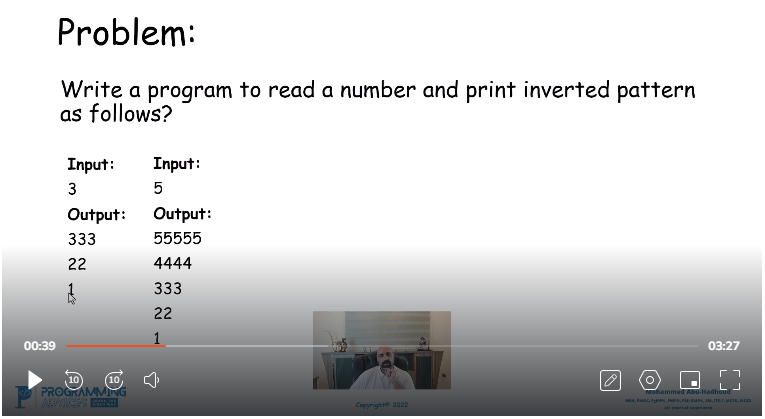 Problem:
Write a program to read a number and print inverted pattern
as follows?
Input:
3
Output:
333
22
1
Input:
5
Output:
55555
4444
333
22
1
00:39
03:27
10
10
PROGRAMMING
ADVICES
Copyright© 2022
Mohammed Abu-Hadhoud